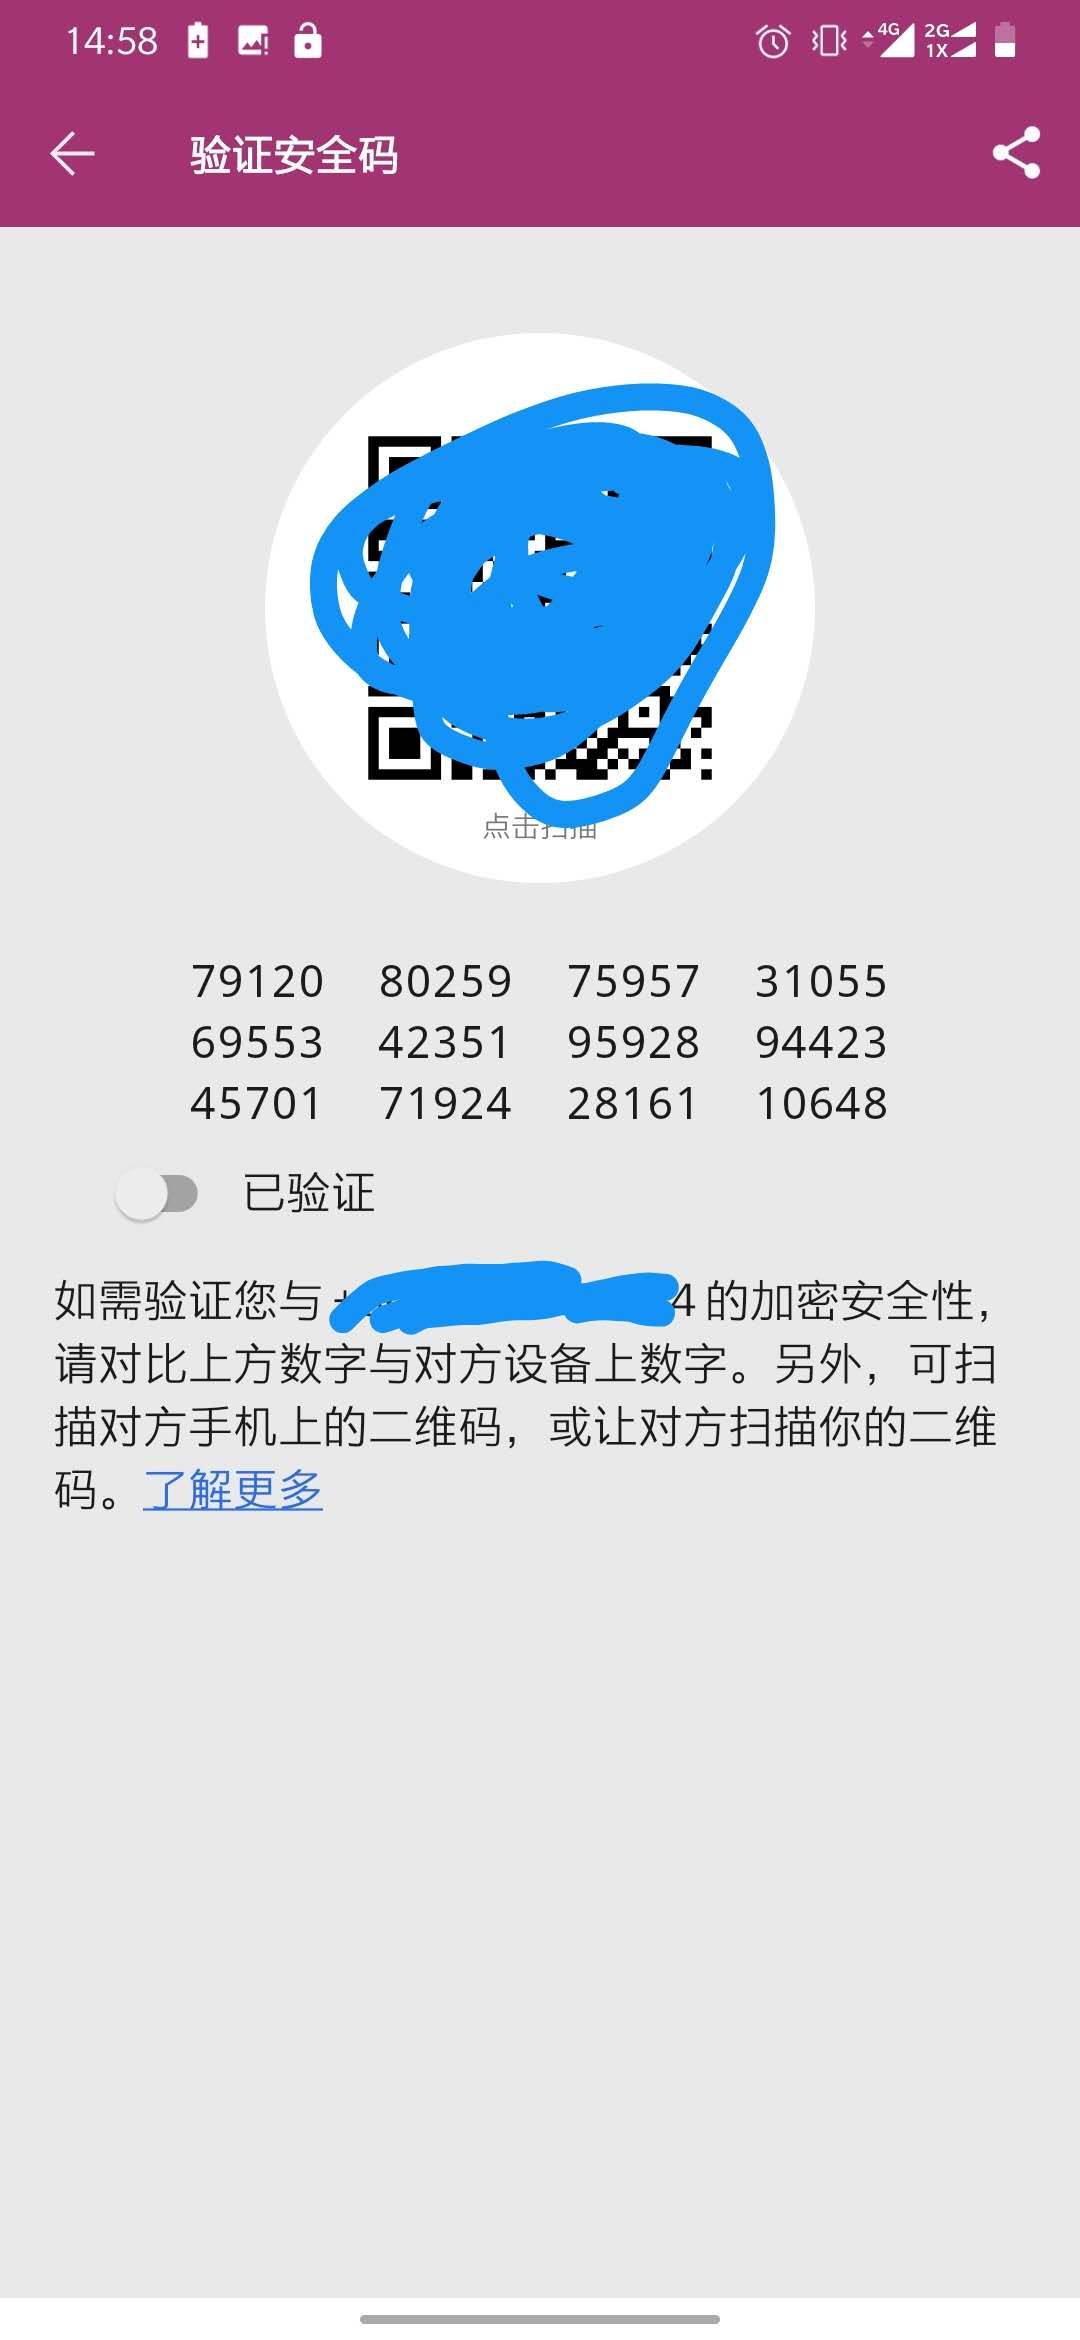 14:58 4G 2G 1X
验证安全码
点击扫描
79120 80259 75957 31055
69553 42351 95928 94423
45701 71924 28161 10648
已验证
如需验证您与 4 的加密安全性，
请对比上方数字与对方设备上数字。另外，可扫
描对方手机上的二维码，或让对方扫描你的二维
码。了解更多